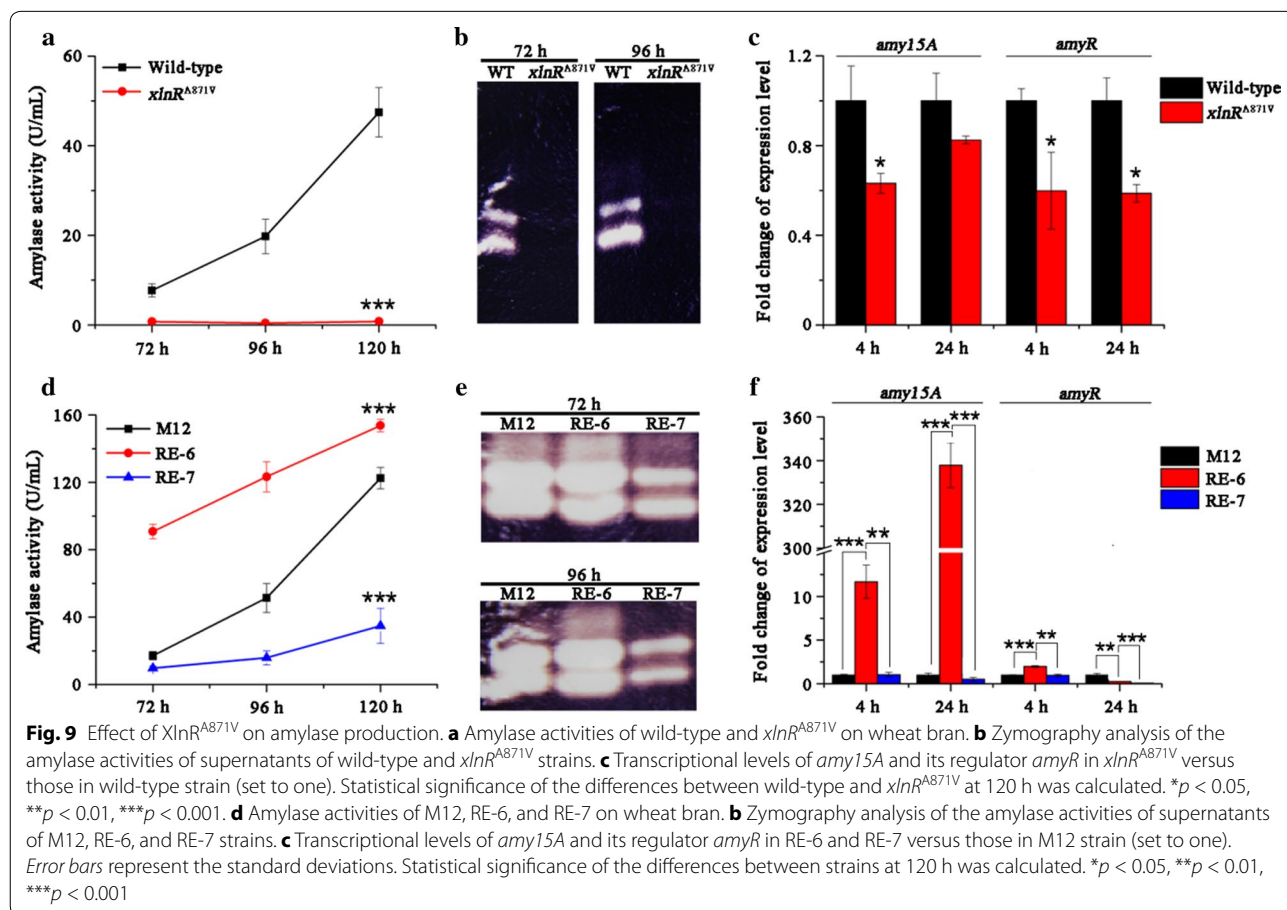 a
60
40
20
0
Amylase activity (U/mL)
Wild-type
xlnR^A871V
***
72 h 96 h 120 h
b
72 h 96 h
WT xlnR^A871V WT xlnR^A871V
c
amy15A amyR
1.2
0.8
0.4
0
Fold change of expression level
Wild-type
xlnR^A871V
* * *
4 h 24 h 4 h 24 h
d
160
120
80
40
0
Amylase activity (U/mL)
M12
RE-6
RE-7
***
***
72 h 96 h 120 h
e
72 h
M12 RE-6 RE-7
96 h
M12 RE-6 RE-7
f
amy15A amyR
360
340
320
300
10
5
0
Fold change of expression level
M12
RE-6
RE-7
*** ** *** *** *** ** ** ***
4 h 24 h 4 h 24 h
Fig. 9 Effect of XlnR^A871V on amylase production. a Amylase activities of wild-type and xlnR^A871V on wheat bran. b Zymography analysis of the
amylase activities of supernatants of wild-type and xlnR^A871V strains. c Transcriptional levels of amy15A and its regulator amyR in xlnR^A871V versus
those in wild-type strain (set to one). Statistical significance of the differences between wild-type and xlnR^A871V at 120 h was calculated. *p < 0.05,
**p < 0.01, ***p < 0.001. d Amylase activities of M12, RE-6, and RE-7 on wheat bran. b Zymography analysis of the amylase activities of supernatants
of M12, RE-6, and RE-7 strains. c Transcriptional levels of amy15A and its regulator amyR in RE-6 and RE-7 versus those in M12 strain (set to one).
Error bars represent the standard deviations. Statistical significance of the differences between strains at 120 h was calculated. *p < 0.05, **p < 0.01,
***p < 0.001